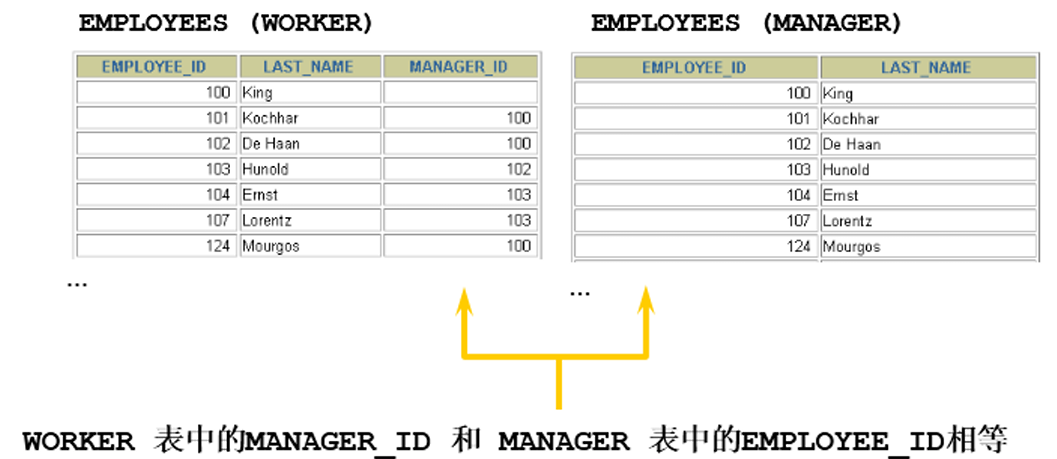 EMPLOYEES (WORKER)
EMPLOYEE_ID LAST_NAME MANAGER_ID
100 King
101 Kochhar 100
102 De Haan 100
103 Hunold 102
104 Ernst 103
107 Lorentz 103
124 Mourgos 100
...
EMPLOYEES (MANAGER)
EMPLOYEE_ID LAST_NAME
100 King
101 Kochhar
102 De Haan
103 Hunold
104 Ernst
107 Lorentz
124 Mourgos
...
WORKER 表中的MANAGER_ID 和 MANAGER 表中的EMPLOYEE_ID相等